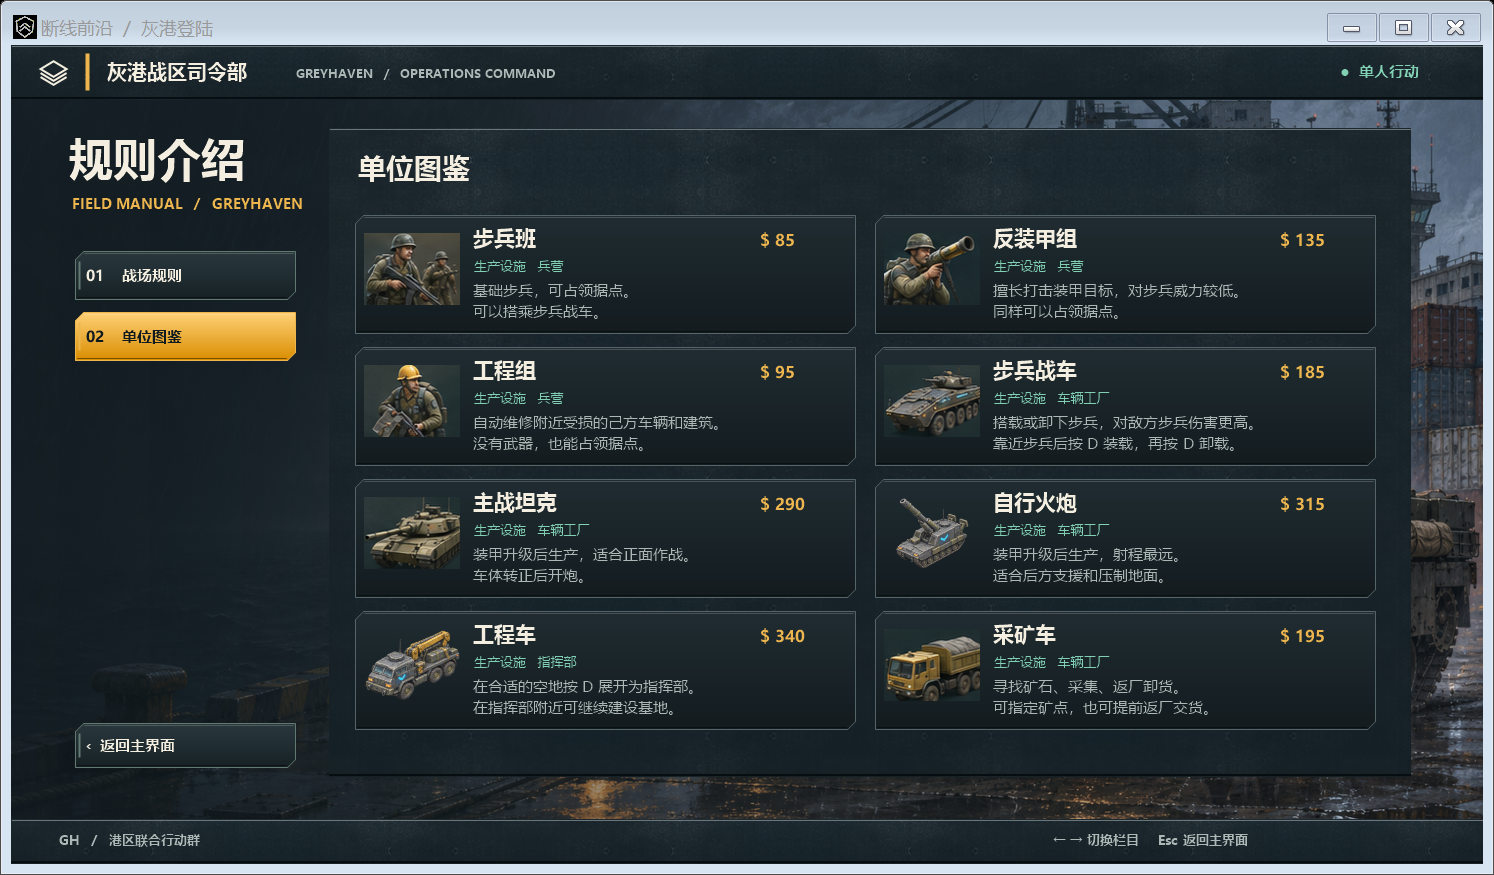 断线前沿 / 灰港登陆
灰港战区司令部
GREYHAVEN / OPERATIONS COMMAND
单人行动
规则介绍
FIELD MANUAL / GREYHAVEN
01 战场规则
02 单位图鉴
‹ 返回主界面
单位图鉴
步兵班 $ 85
生产设施 兵营
基础步兵，可占领据点。
可以搭乘步兵战车。
反装甲组 $ 135
生产设施 兵营
擅长打击装甲目标，对步兵威力较低。
同样可以占领据点。
工程组 $ 95
生产设施 兵营
自动维修附近受损的己方车辆和建筑。
没有武器，也能占领据点。
步兵战车 $ 185
生产设施 车辆工厂
搭载或卸下步兵，对敌方步兵伤害更高。
靠近步兵后按 D 装载，再按 D 卸载。
主战坦克 $ 290
生产设施 车辆工厂
装甲升级后生产，适合正面作战。
车体转正后开炮。
自行火炮 $ 315
生产设施 车辆工厂
装甲升级后生产，射程最远。
适合后方支援和压制地面。
工程车 $ 340
生产设施 指挥部
在合适的空地按 D 展开为指挥部。
在指挥部附近可继续建设基地。
采矿车 $ 195
生产设施 车辆工厂
寻找矿石、采集、返厂卸货。
可指定矿点，也可提前返厂交货。
GH / 港区联合行动群
←→ 切换栏目 Esc 返回主界面